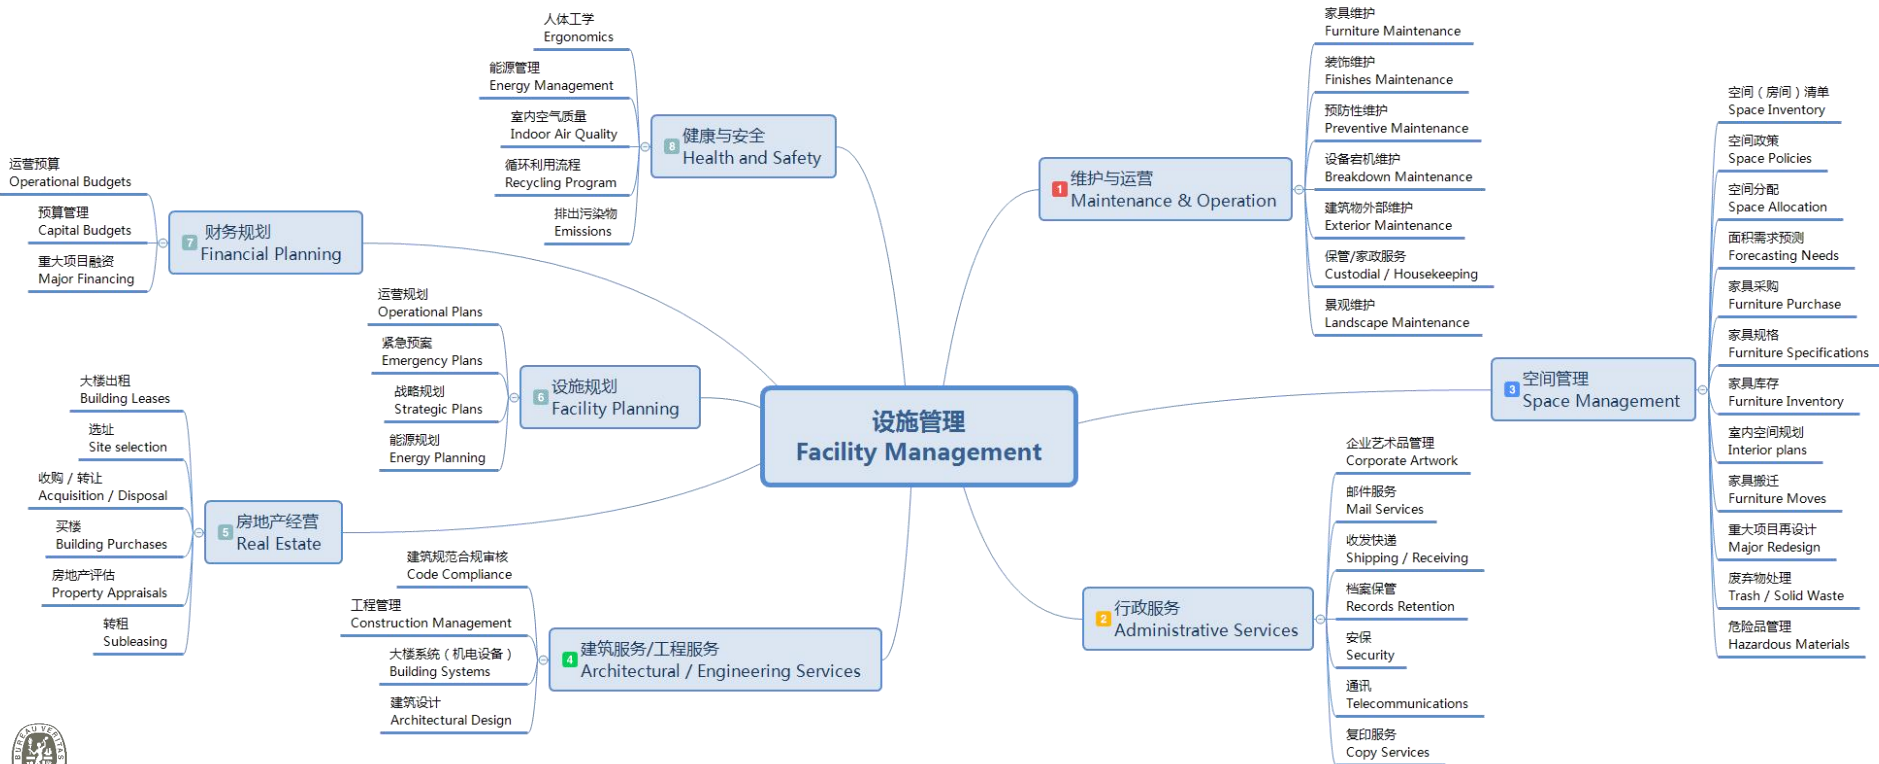 设施管理
Facility Management
1
维护与运营
Maintenance & Operation
家具维护
Furniture Maintenance
装饰维护
Finishes Maintenance
预防性维护
Preventive Maintenance
设备宕机维护
Breakdown Maintenance
建筑物外部维护
Exterior Maintenance
保管/家政服务
Custodial / Housekeeping
景观维护
Landscape Maintenance
2
行政服务
Administrative Services
企业艺术品管理
Corporate Artwork
邮件服务
Mail Services
收发快递
Shipping / Receiving
档案保管
Records Retention
安保
Security
通讯
Telecommunications
复印服务
Copy Services
3
空间管理
Space Management
空间（房间）清单
Space Inventory
空间政策
Space Policies
空间分配
Space Allocation
面积需求预测
Forecasting Needs
家具采购
Furniture Purchase
家具规格
Furniture Specifications
家具库存
Furniture Inventory
室内空间规划
Interior plans
家具搬迁
Furniture Moves
重大项目再设计
Major Redesign
废弃物处理
Trash / Solid Waste
危险品管理
Hazardous Materials
4
建筑服务/工程服务
Architectural / Engineering Services
建筑规范合规审核
Code Compliance
工程管理
Construction Management
大楼系统（机电设备）
Building Systems
建筑设计
Architectural Design
5
房地产经营
Real Estate
大楼出租
Building Leases
选址
Site selection
收购 / 转让
Acquisition / Disposal
买楼
Building Purchases
房地产评估
Property Appraisals
转租
Subleasing
6
设施规划
Facility Planning
运营规划
Operational Plans
紧急预案
Emergency Plans
战略规划
Strategic Plans
能源规划
Energy Planning
7
财务规划
Financial Planning
运营预算
Operational Budgets
预算管理
Capital Budgets
重大项目融资
Major Financing
8
健康与安全
Health and Safety
人体工学
Ergonomics
能源管理
Energy Management
室内空气质量
Indoor Air Quality
循环利用流程
Recycling Program
排出污染物
Emissions
BUREAU VERITAS